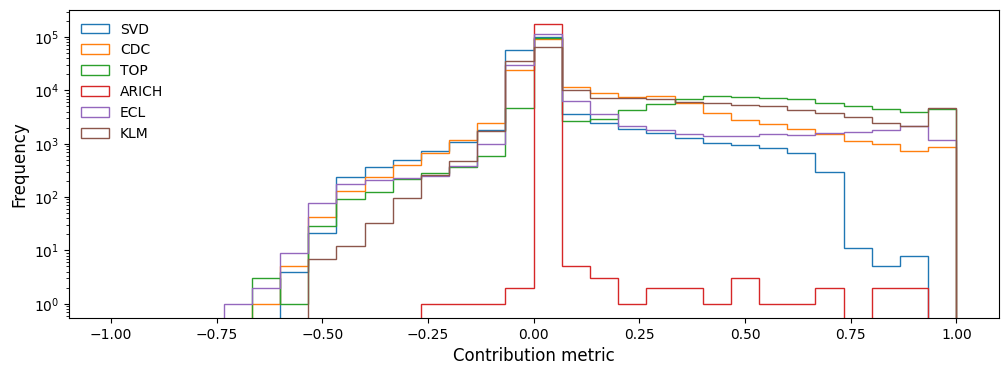 SVD
CDC
TOP
ARICH
ECL
KLM
Frequency
10⁵
10⁴
10³
10²
10¹
10⁰
−1.00 −0.75 −0.50 −0.25 0.00 0.25 0.50 0.75 1.00
Contribution metric